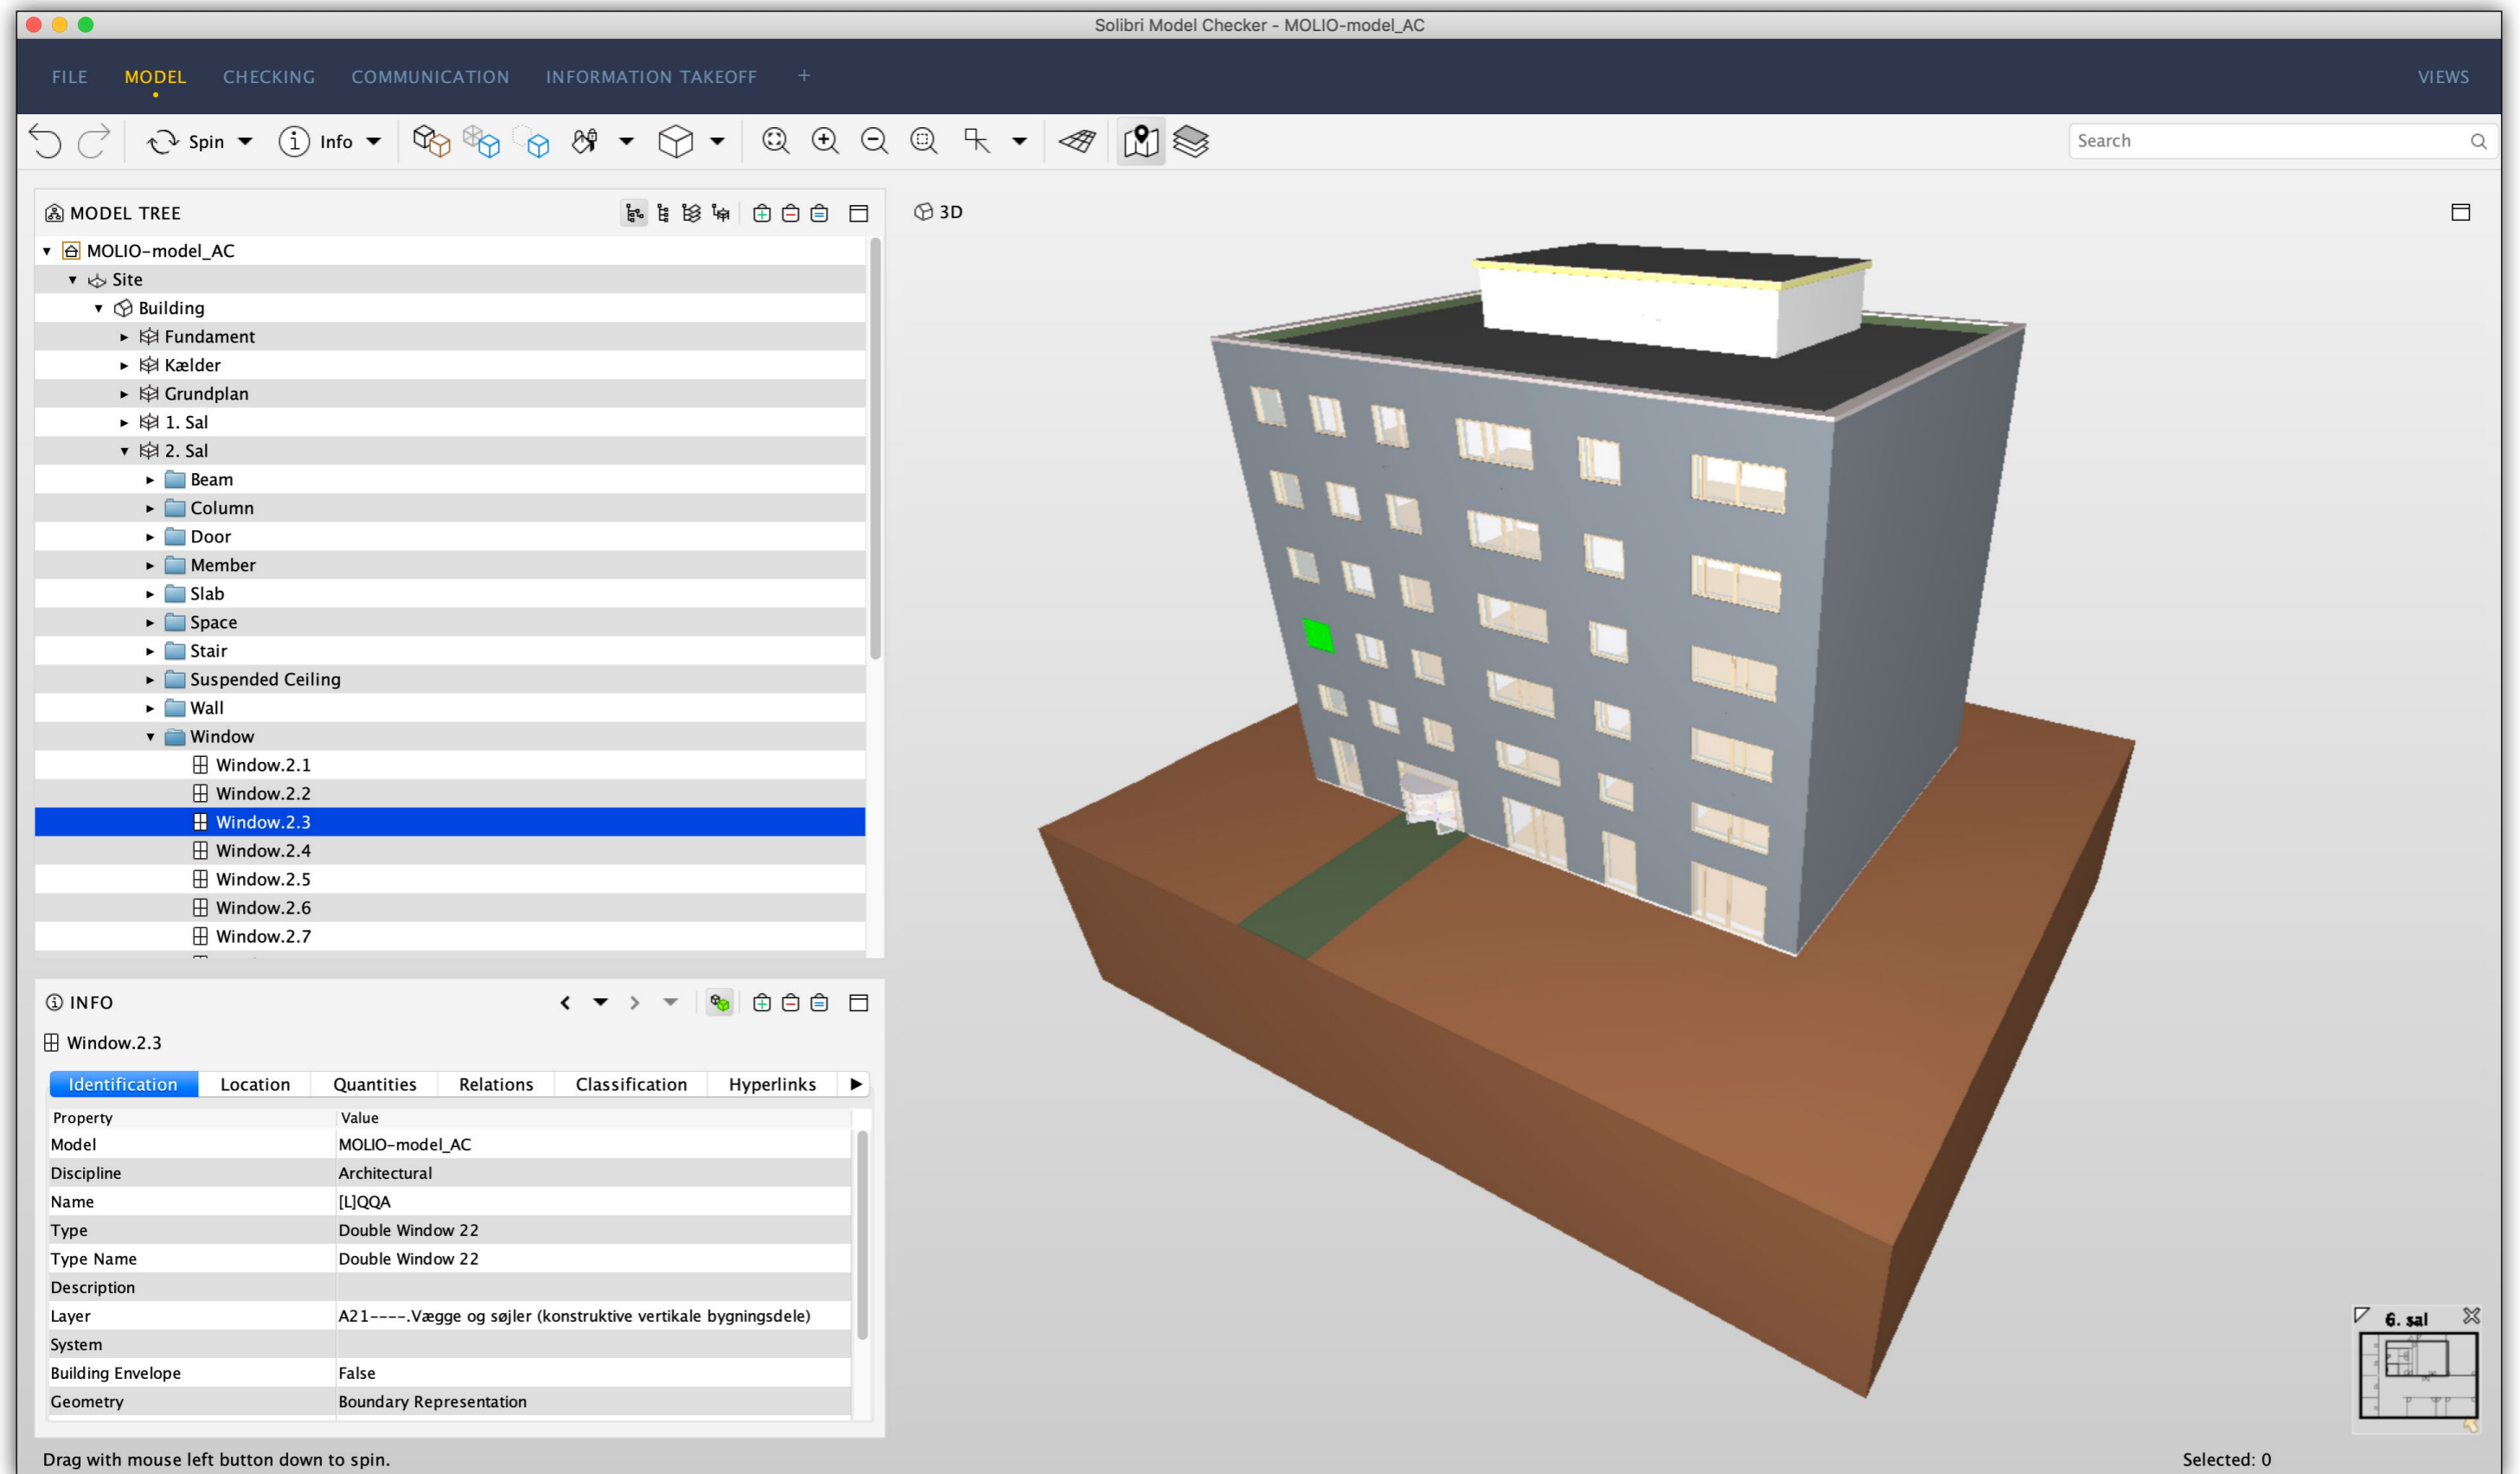 Solibri Model Checker - MOLIO-model_AC
FILE MODEL CHECKING COMMUNICATION INFORMATION TAKEOFF + VIEWS
Spin Info Search
MODEL TREE
3D
MOLIO-model_AC
Site
Building
Fundament
Kælder
Grundplan
1. Sal
2. Sal
Beam
Column
Door
Member
Slab
Space
Stair
Suspended Ceiling
Wall
Window
Window.2.1
Window.2.2
Window.2.3
Window.2.4
Window.2.5
Window.2.6
Window.2.7
INFO
Window.2.3
Identification Location Quantities Relations Classification Hyperlinks
Property Value
Model MOLIO-model_AC
Discipline Architectural
Name [L]QQA
Type Double Window 22
Type Name Double Window 22
Description
Layer A21----.Vægge og søjler (konstruktive vertikale bygningsdele)
System
Building Envelope False
Geometry Boundary Representation
6. sal
Drag with mouse left button down to spin.
Selected: 0